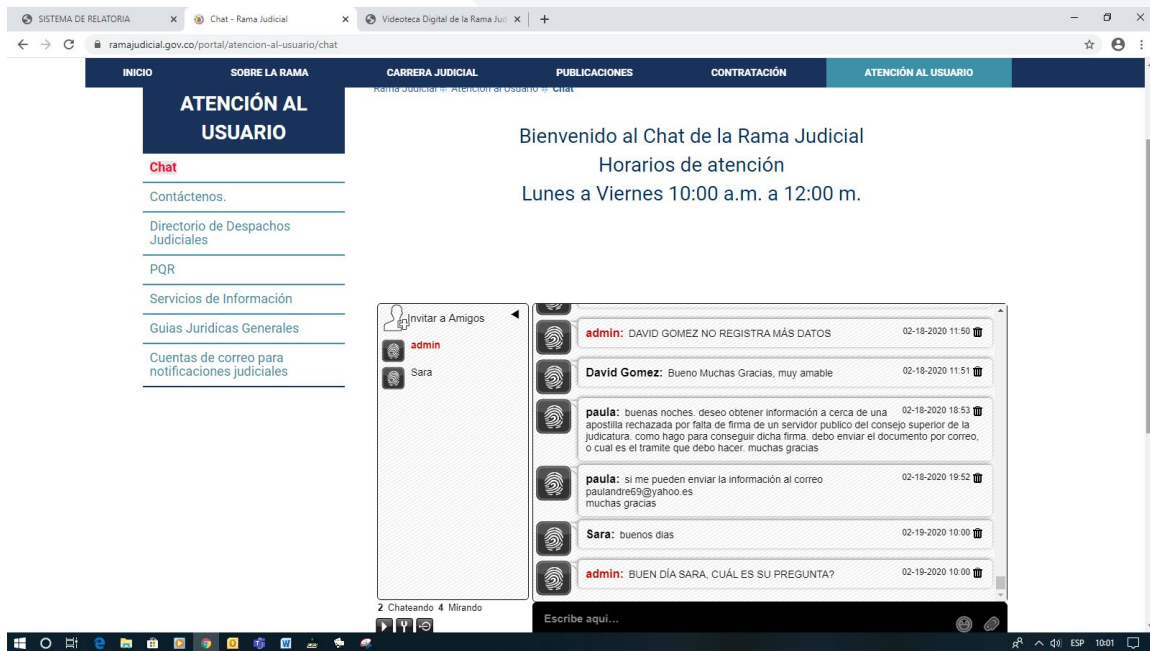 SISTEMA DE RELATORIA
Chat - Rama Judicial
Videoteca Digital de la Rama Jud
ramajudicial.gov.co/portal/atencion-al-usuario/chat
INICIO SOBRE LA RAMA CARRERA JUDICIAL PUBLICACIONES CONTRATACIÓN ATENCIÓN AL USUARIO
Rama Judicial Atención al Usuario Chat
ATENCIÓN AL
USUARIO
Chat
Contáctenos.
Directorio de Despachos
Judiciales
PQR
Servicios de Información
Guias Juridicas Generales
Cuentas de correo para
notificaciones judiciales
Bienvenido al Chat de la Rama Judicial
Horarios de atención
Lunes a Viernes 10:00 a.m. a 12:00 m.
Invitar a Amigos
admin
Sara
2 Chateando 4 Mirando
admin: DAVID GOMEZ NO REGISTRA MÁS DATOS 02-18-2020 11:50
David Gomez: Bueno Muchas Gracias, muy amable 02-18-2020 11:51
paula: buenas noches. deseo obtener información a cerca de una 02-18-2020 18:53
apostilla rechazada por falta de firma de un servidor publico del consejo superior de la
judicatura. como hago para conseguir dicha firma. debo enviar el documento por correo,
o cual es el tramite que debo hacer. muchas gracias
paula: si me pueden enviar la información al correo 02-18-2020 19:52
paulandre69@yahoo.es
muchas gracias
Sara: buenos dias 02-19-2020 10:00
admin: BUEN DÍA SARA, CUÁL ES SU PREGUNTA? 02-19-2020 10:00
Escribe aqui...
ESP 10:01